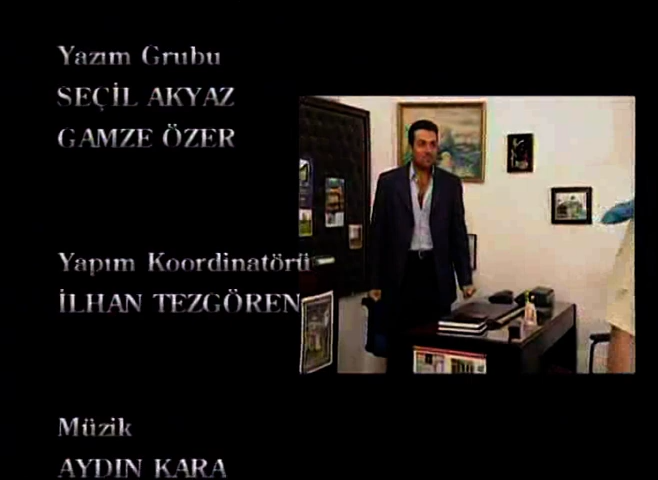 Yazım Grubu
SEÇİL AKYAZ
GAMZE ÖZER
Yapım Koordinatörü
İLHAN TEZGÖREN
Müzik
AYDIN KARA